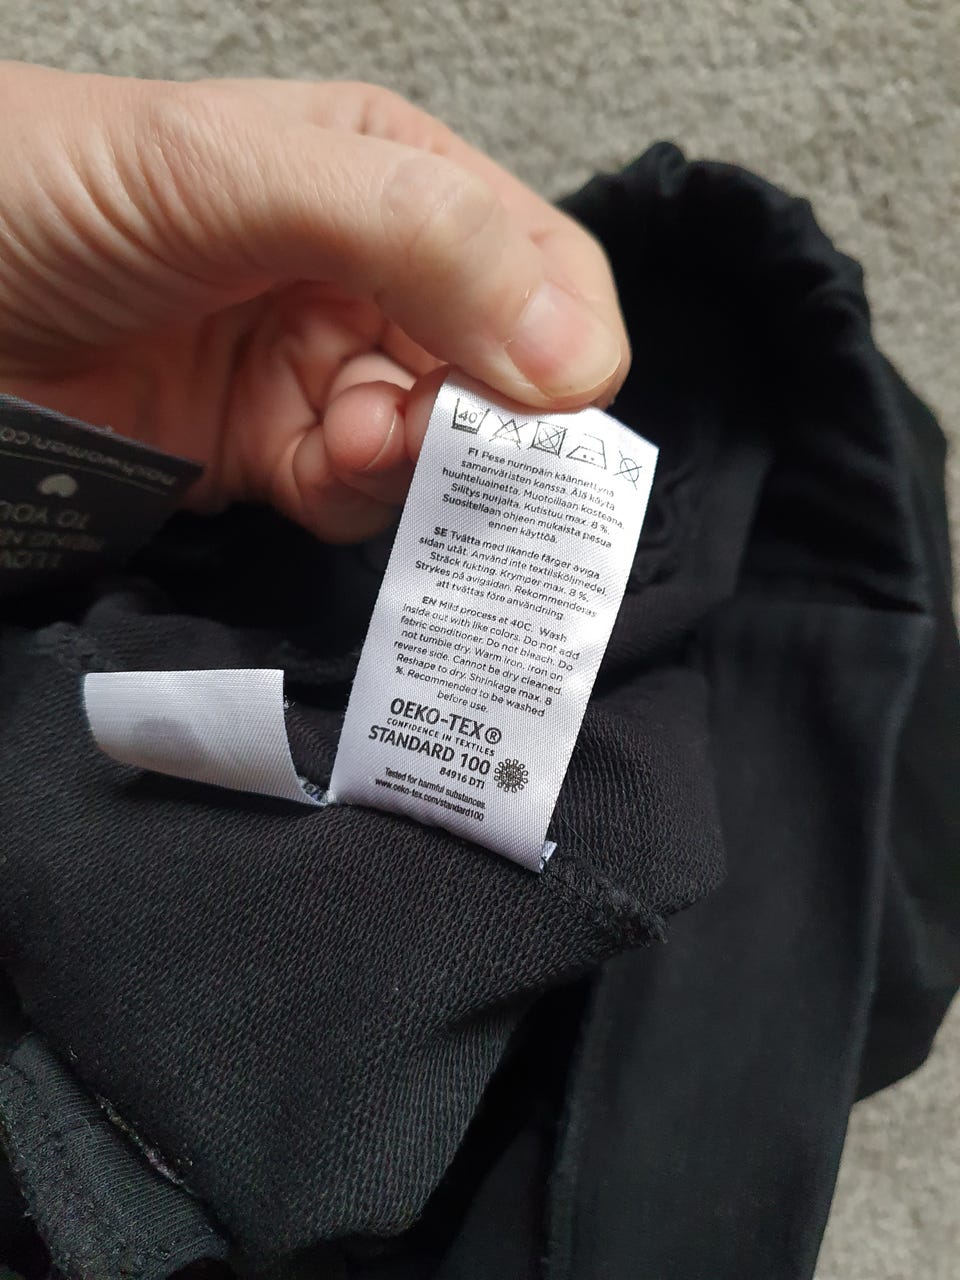 40°
FI Pese nurinpäin käännettynä
samanväristen kanssa. Älä käytä
huuhteluainetta. Muotoillaan kosteana.
Silitys nurjalta. Kutistuu max. 8 %.
Suositellaan ohjeen mukaista pesua
ennen käyttöä.
SE Tvätta med likande färger aviga
sidan utåt. Använd inte textilsköljmedel.
Sträck fukting. Krymper max. 8 %.
Strykes på avigsidan. Rekommenderas
att tvättas före användning.
EN Mild process at 40C. Wash
inside out with like colors. Do not add
fabric conditioner. Do not bleach. Do
not tumble dry. Warm iron. Iron on
reverse side. Cannot be dry cleaned.
Reshape to dry. Shrinkage max. 8
%. Recommended to be washed
before use.
OEKO-TEX®
CONFIDENCE IN TEXTILES
STANDARD 100
84916 DTI
Tested for harmful substances.
www.oeko-tex.com/standard100
TO YOU